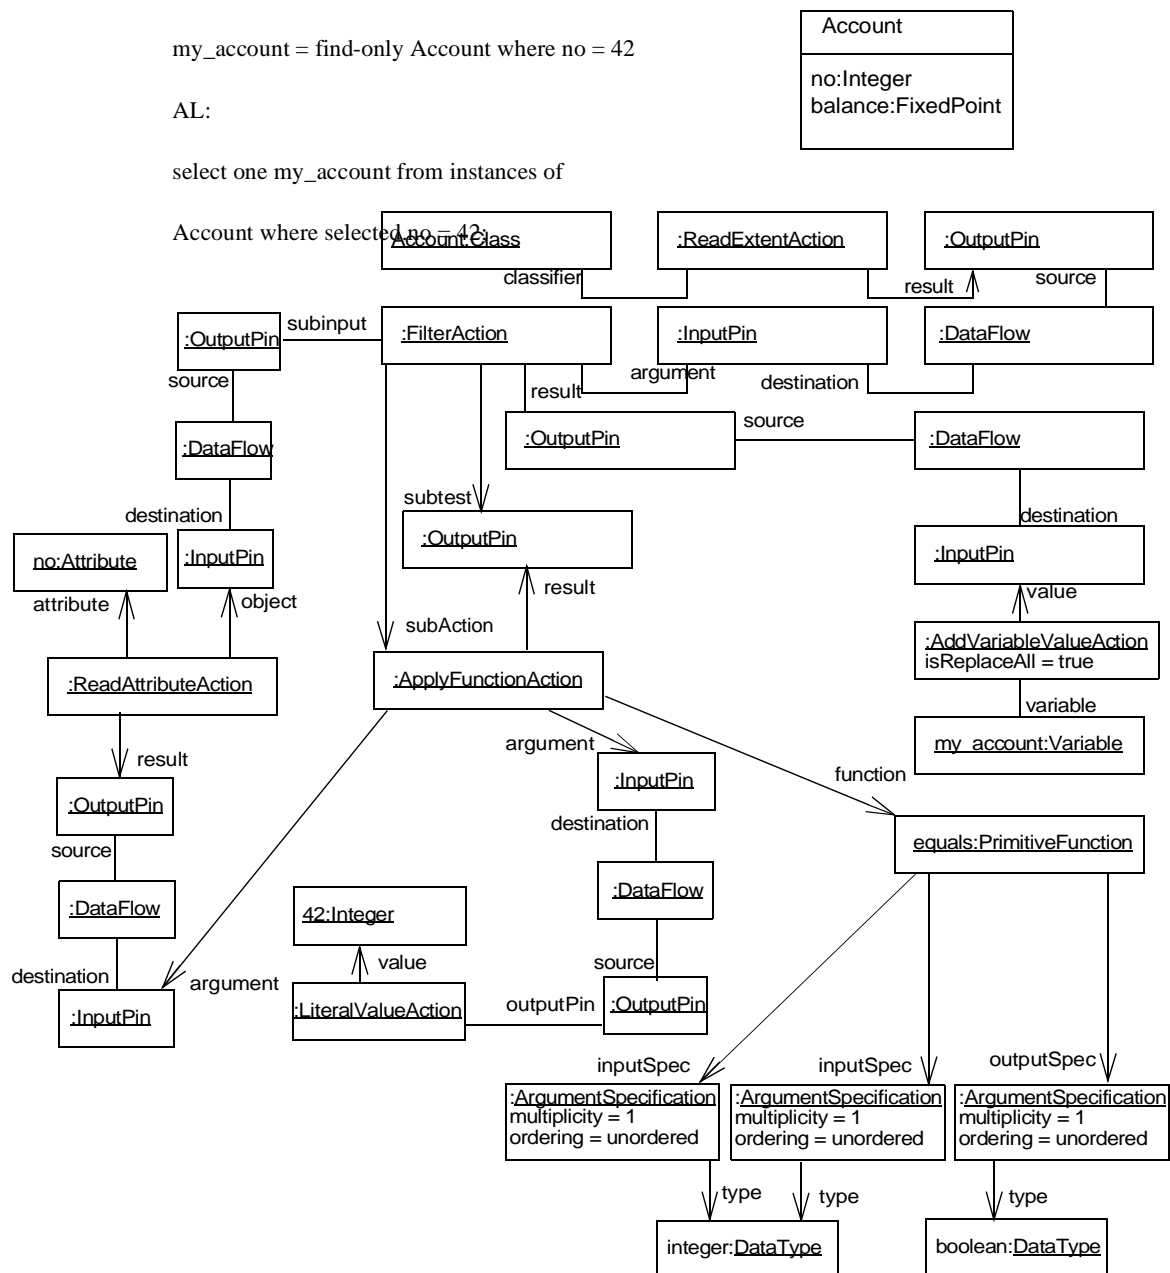 my_account = find-only Account where no = 42
Account
no:Integer
balance:FixedPoint
AL:
select one my_account from instances of
Account where selected.no = 42;
Account:Class
:ReadExtentAction
:OutputPin
classifier
result
source
subinput
:OutputPin
:FilterAction
:InputPin
:DataFlow
source
result
argument
destination
:OutputPin
source
:DataFlow
:DataFlow
subtest
destination
destination
:OutputPin
no:Attribute
:InputPin
:InputPin
attribute
object
result
value
subAction
:AddVariableValueAction
isReplaceAll = true
:ReadAttributeAction
:ApplyFunctionAction
variable
my_account:Variable
argument
result
function
:InputPin
:OutputPin
destination
source
equals:PrimitiveFunction
:DataFlow
42:Integer
:DataFlow
destination
argument
value
source
:InputPin
:LiteralValueAction
outputPin
:OutputPin
inputSpec
inputSpec
outputSpec
:ArgumentSpecification
multiplicity = 1
ordering = unordered
:ArgumentSpecification
multiplicity = 1
ordering = unordered
:ArgumentSpecification
multiplicity = 1
ordering = unordered
type
type
type
integer:DataType
boolean:DataType